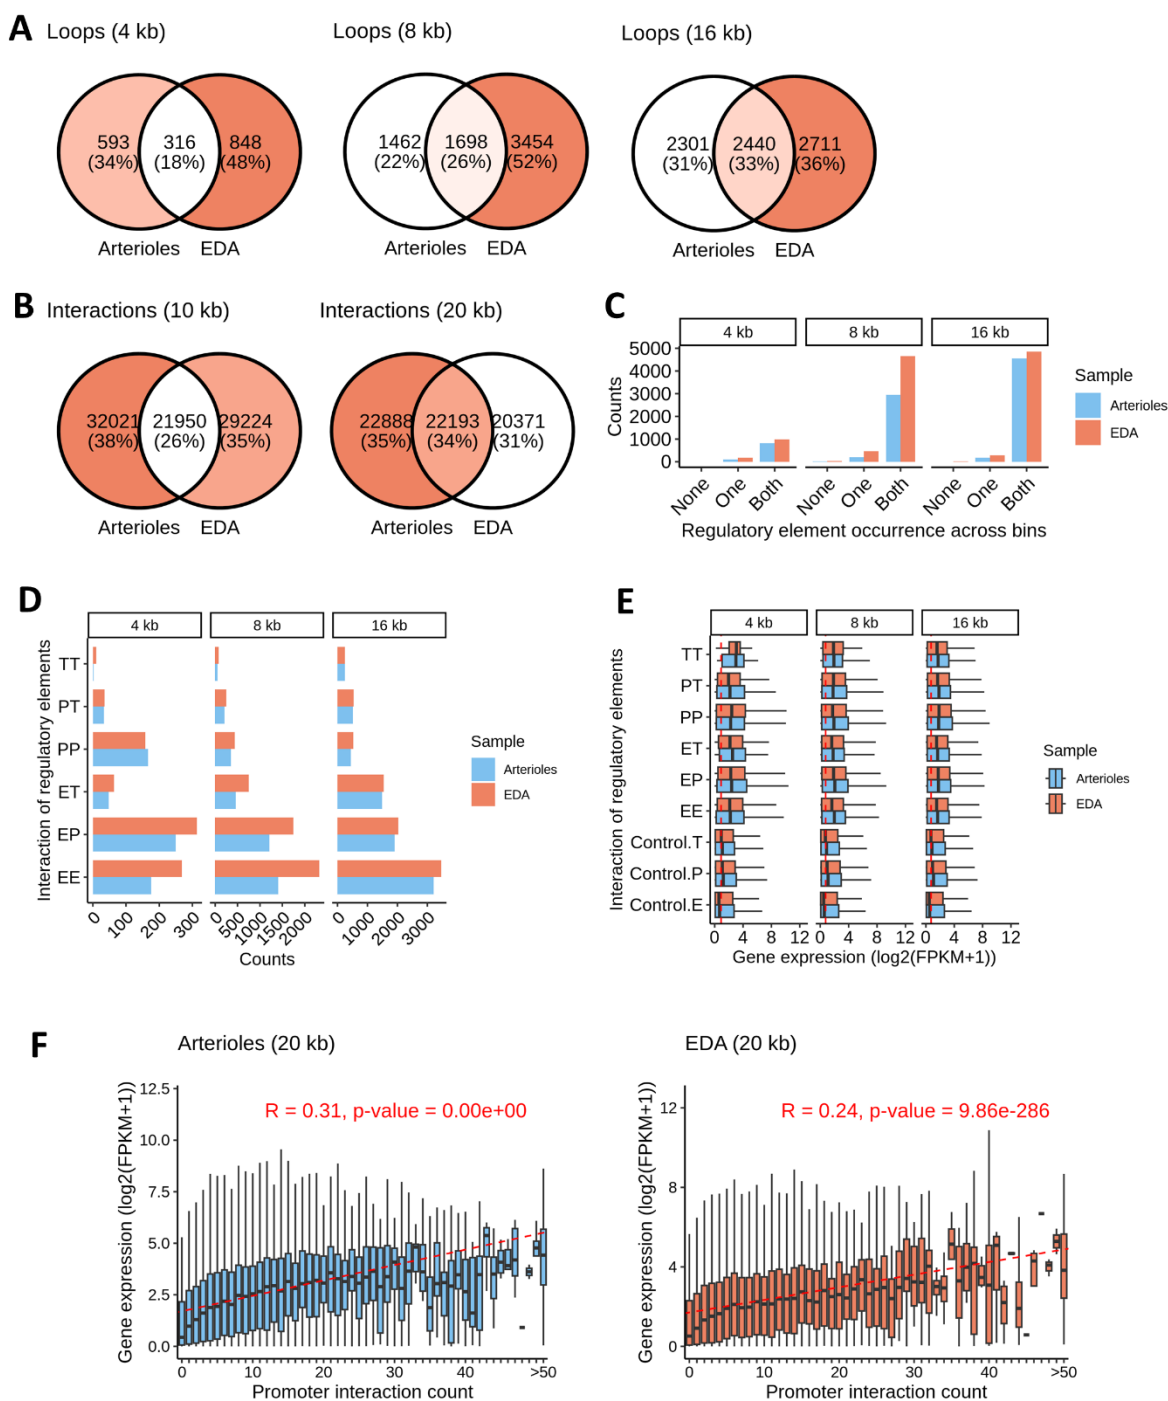 A
Loops (4 kb)
Loops (8 kb)
Loops (16 kb)
593
(34%)
316
(18%)
848
(48%)
Arterioles EDA
1462
(22%)
1698
(26%)
3454
(52%)
Arterioles EDA
2301
(31%)
2440
(33%)
2711
(36%)
Arterioles EDA
B
Interactions (10 kb)
Interactions (20 kb)
32021
(38%)
21950
(26%)
29224
(35%)
Arterioles EDA
22888
(35%)
22193
(34%)
20371
(31%)
Arterioles EDA
C
4 kb
8 kb
16 kb
Counts
5000
4000
3000
2000
1000
0
None One Both
None One Both
None One Both
Regulatory element occurrence across bins
Sample
Arterioles
EDA
D
4 kb
8 kb
16 kb
Interaction of regulatory elements
TT
PT
PP
ET
EP
EE
0 100 200 300
0 500 1000 1500 2000
0 1000 2000 3000
Counts
Sample
Arterioles
EDA
E
4 kb
8 kb
16 kb
Interaction of regulatory elements
TT
PT
PP
ET
EP
EE
Control.T
Control.P
Control.E
0 4 8 12
0 4 8 12
0 4 8 12
Gene expression (log2(FPKM+1))
Sample
Arterioles
EDA
F
Arterioles (20 kb)
Gene expression (log2(FPKM+1))
12.5
10.0
7.5
5.0
2.5
0.0
R = 0.31, p-value = 0.00e+00
0 10 20 30 40 >50
Promoter interaction count
EDA (20 kb)
Gene expression (log2(FPKM+1))
12
8
4
0
R = 0.24, p-value = 9.86e-286
0 10 20 30 40 >50
Promoter interaction count